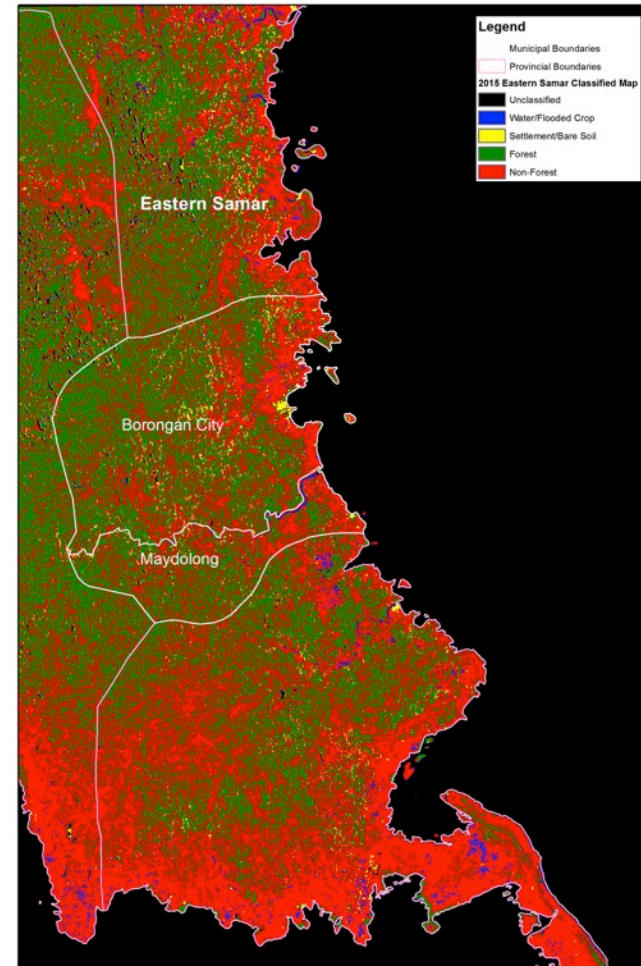 Legend
Municipal Boundaries
Provincial Boundaries
2015 Eastern Samar Classified Map
Unclassified
Water/Flooded Crop
Settlement/Bare Soil
Forest
Non-Forest
Eastern Samar
Borongan City
Maydolong